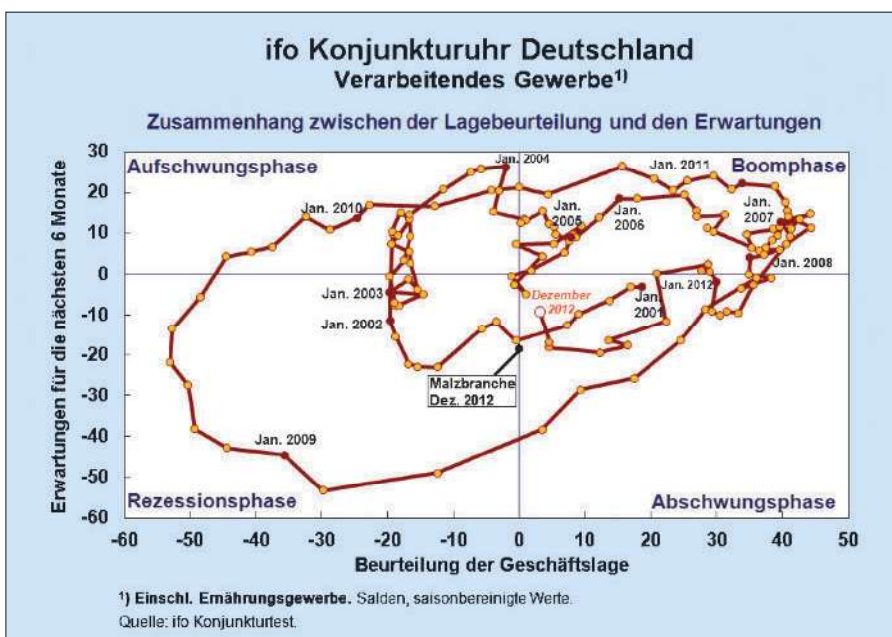 ifo Konjunkturuhr Deutschland
Verarbeitendes Gewerbe¹⁾
Zusammenhang zwischen der Lagebeurteilung und den Erwartungen
Erwartungen für die nächsten 6 Monate
30
20
10
0
-10
-20
-30
-40
-50
-60
Aufschwungphase
Boomphase
Jan. 2004
Jan. 2011
Jan. 2010
Jan. 2005
Jan. 2006
Jan. 2007
Jan. 2008
Jan. 2003
Jan. 2002
Dezember
2012
Jan.
2001
Jan. 2012
Malzbranche
Dez. 2012
Jan. 2009
Rezessionsphase
Abschwungphase
-60 -50 -40 -30 -20 -10 0 10 20 30 40 50
Beurteilung der Geschäftslage
¹⁾ Einschl. Ernährungsgewerbe. Salden, saisonbereinigte Werte.
Quelle: ifo Konjunkturtest.